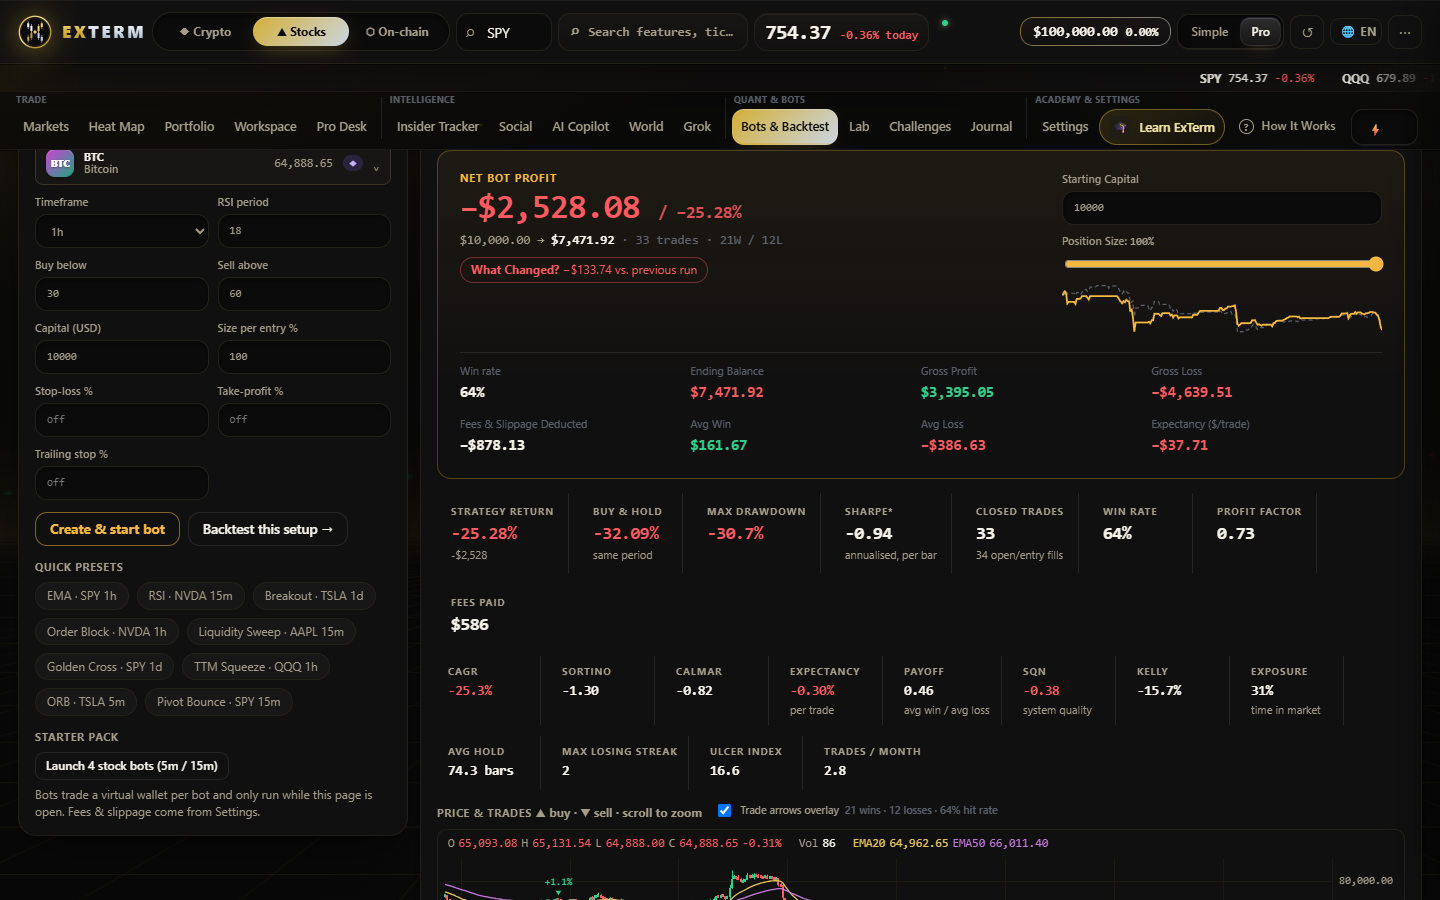 EXTERM
Crypto
Stocks
On-chain
SPY
Search features, tic…
754.37 -0.36% today
$100,000.00 0.00%
Simple
Pro
EN
SPY 754.37 -0.36% QQQ 679.89
TRADE
INTELLIGENCE
QUANT & BOTS
ACADEMY & SETTINGS
Markets
Heat Map
Portfolio
Workspace
Pro Desk
Insider Tracker
Social
AI Copilot
World
Grok
Bots & Backtest
Lab
Challenges
Journal
Settings
Learn ExTerm
How It Works
BTC
BTC
Bitcoin
64,888.65
Timeframe
RSI period
1h
18
Buy below
Sell above
30
60
Capital (USD)
Size per entry %
10000
100
Stop-loss %
Take-profit %
off
off
Trailing stop %
off
Create & start bot
Backtest this setup →
QUICK PRESETS
EMA · SPY 1h
RSI · NVDA 15m
Breakout · TSLA 1d
Order Block · NVDA 1h
Liquidity Sweep · AAPL 15m
Golden Cross · SPY 1d
TTM Squeeze · QQQ 1h
ORB · TSLA 5m
Pivot Bounce · SPY 15m
STARTER PACK
Launch 4 stock bots (5m / 15m)
Bots trade a virtual wallet per bot and only run while this page is
open. Fees & slippage come from Settings.
NET BOT PROFIT
−$2,528.08 / −25.28%
$10,000.00 → $7,471.92 · 33 trades · 21W / 12L
What Changed? −$133.74 vs. previous run
Starting Capital
10000
Position Size: 100%
Win rate
64%
Ending Balance
$7,471.92
Gross Profit
$3,395.05
Gross Loss
−$4,639.51
Fees & Slippage Deducted
−$878.13
Avg Win
$161.67
Avg Loss
−$386.63
Expectancy ($/trade)
−$37.71
STRATEGY RETURN
-25.28%
-$2,528
BUY & HOLD
-32.09%
same period
MAX DRAWDOWN
-30.7%
SHARPE*
-0.94
annualised, per bar
CLOSED TRADES
33
34 open/entry fills
WIN RATE
64%
PROFIT FACTOR
0.73
FEES PAID
$586
CAGR
-25.3%
SORTINO
-1.30
CALMAR
-0.82
EXPECTANCY
-0.30%
per trade
PAYOFF
0.46
avg win / avg loss
SQN
-0.38
system quality
KELLY
-15.7%
EXPOSURE
31%
time in market
AVG HOLD
74.3 bars
MAX LOSING STREAK
2
ULCER INDEX
16.6
TRADES / MONTH
2.8
PRICE & TRADES ▲ buy · ▼ sell · scroll to zoom
Trade arrows overlay 21 wins · 12 losses · 64% hit rate
O 65,093.08 H 65,131.54 L 64,888.00 C 64,888.65 -0.31% Vol 86 EMA20 64,962.65 EMA50 66,011.40
+1.1%
80,000.00